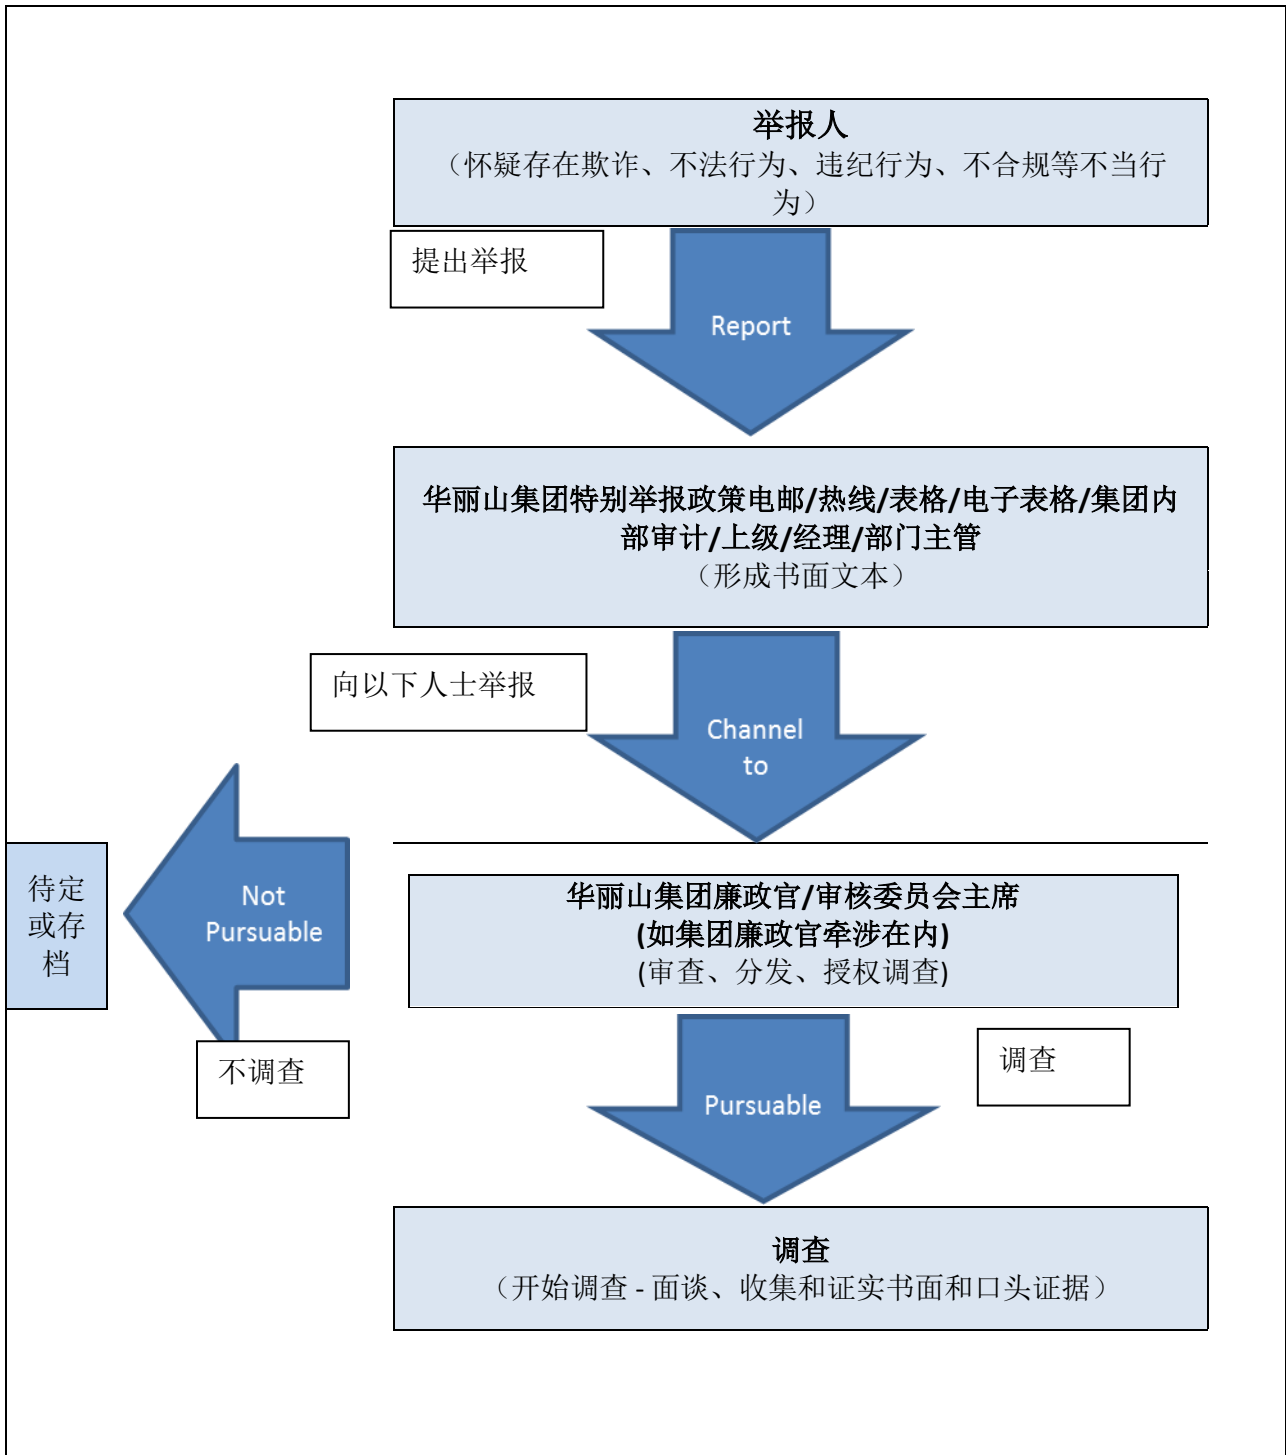 举报人
（怀疑存在欺诈、不法行为、违纪行为、不合规等不当行
为）
提出举报
Report
华丽山集团特别举报政策电邮/热线/表格/电子表格/集团内
部审计/上级/经理/部门主管
（形成书面文本）
向以下人士举报
Channel
to
待定
或存
档
Not
Pursuable
华丽山集团廉政官/审核委员会主席
(如集团廉政官牵涉在内)
(审查、分发、授权调查)
不调查
调查
Pursuable
调查
（开始调查 - 面谈、收集和证实书面和口头证据）